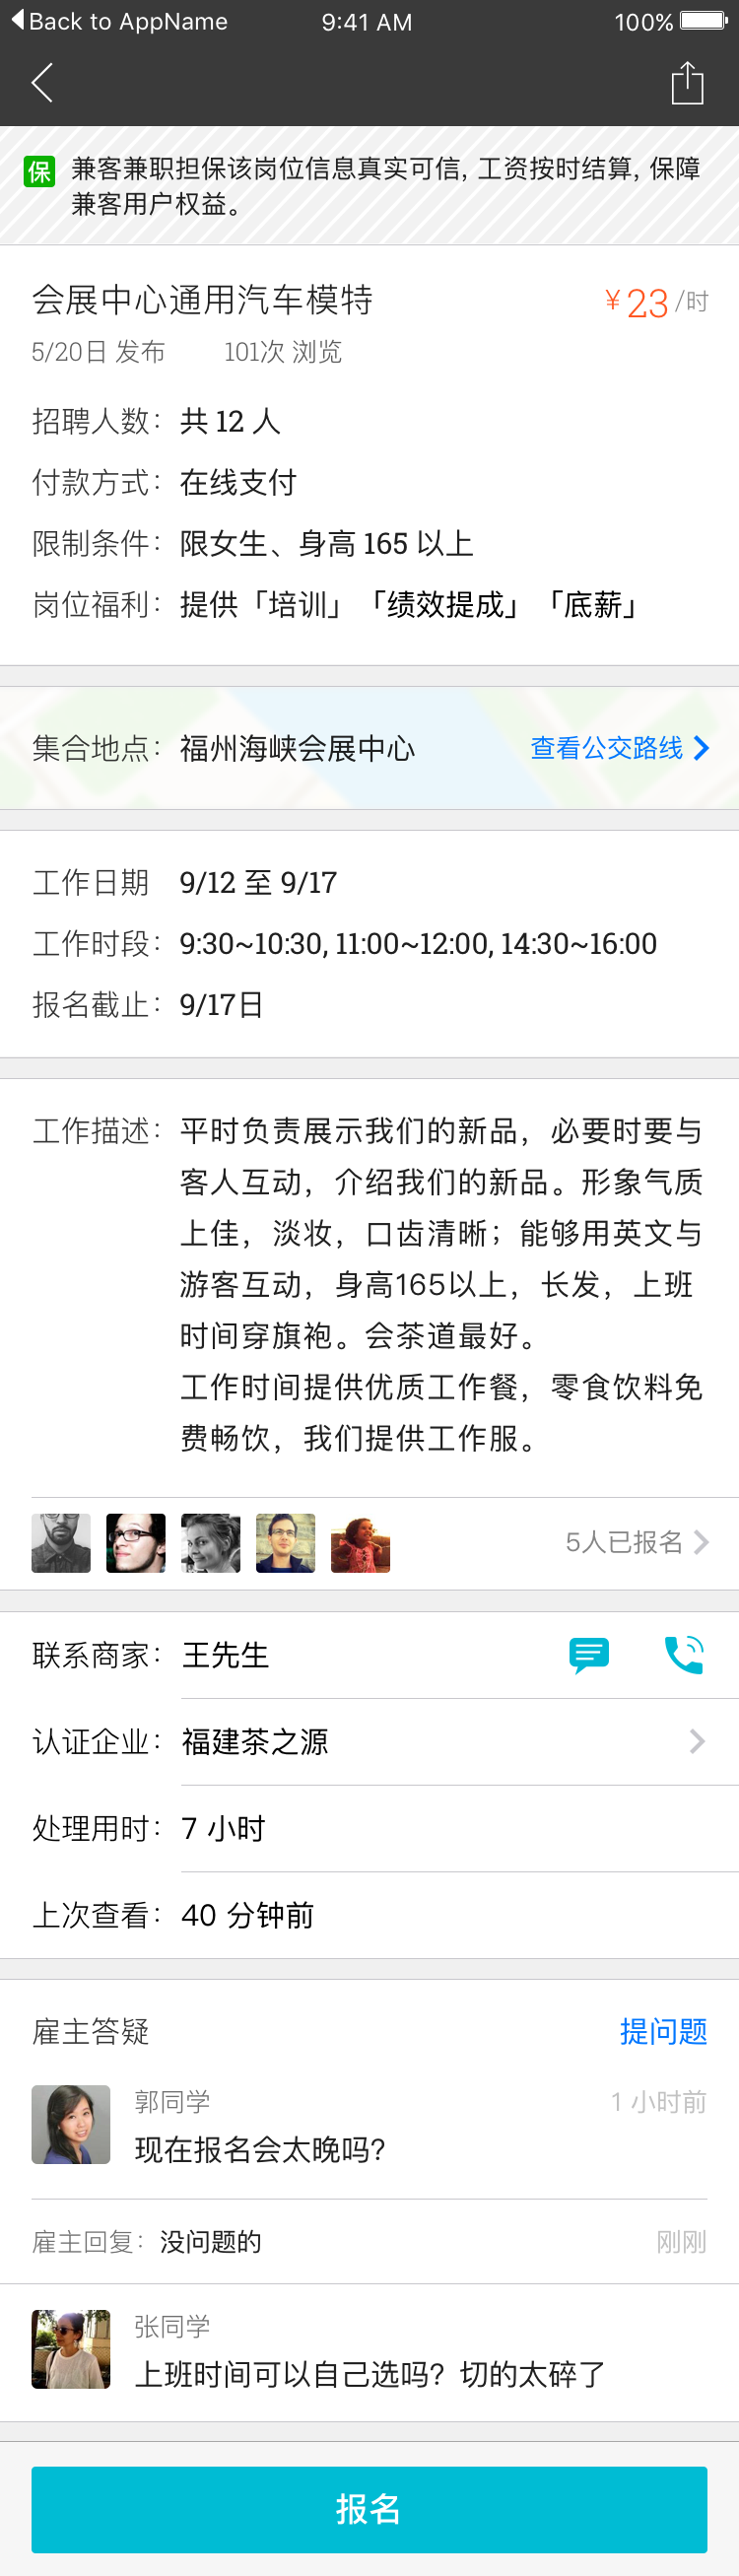 Back to AppName 9:41 AM 100%
保 兼客兼职担保该岗位信息真实可信, 工资按时结算, 保障
兼客用户权益。
会展中心通用汽车模特 ¥23/时
5/20日 发布 101次 浏览
招聘人数: 共 12 人
付款方式: 在线支付
限制条件: 限女生、身高 165 以上
岗位福利: 提供「培训」「绩效提成」「底薪」
集合地点: 福州海峡会展中心 查看公交路线
工作日期 9/12 至 9/17
工作时段: 9:30~10:30, 11:00~12:00, 14:30~16:00
报名截止: 9/17日
工作描述: 平时负责展示我们的新品，必要时要与
客人互动，介绍我们的新品。形象气质
上佳，淡妆，口齿清晰；能够用英文与
游客互动，身高165以上，长发，上班
时间穿旗袍。会茶道最好。
工作时间提供优质工作餐，零食饮料免
费畅饮，我们提供工作服。
5人已报名
联系商家: 王先生
认证企业: 福建茶之源
处理用时: 7 小时
上次查看: 40 分钟前
雇主答疑 提问题
郭同学 1 小时前
现在报名会太晚吗?
雇主回复: 没问题的 刚刚
张同学
上班时间可以自己选吗? 切的太碎了
报名